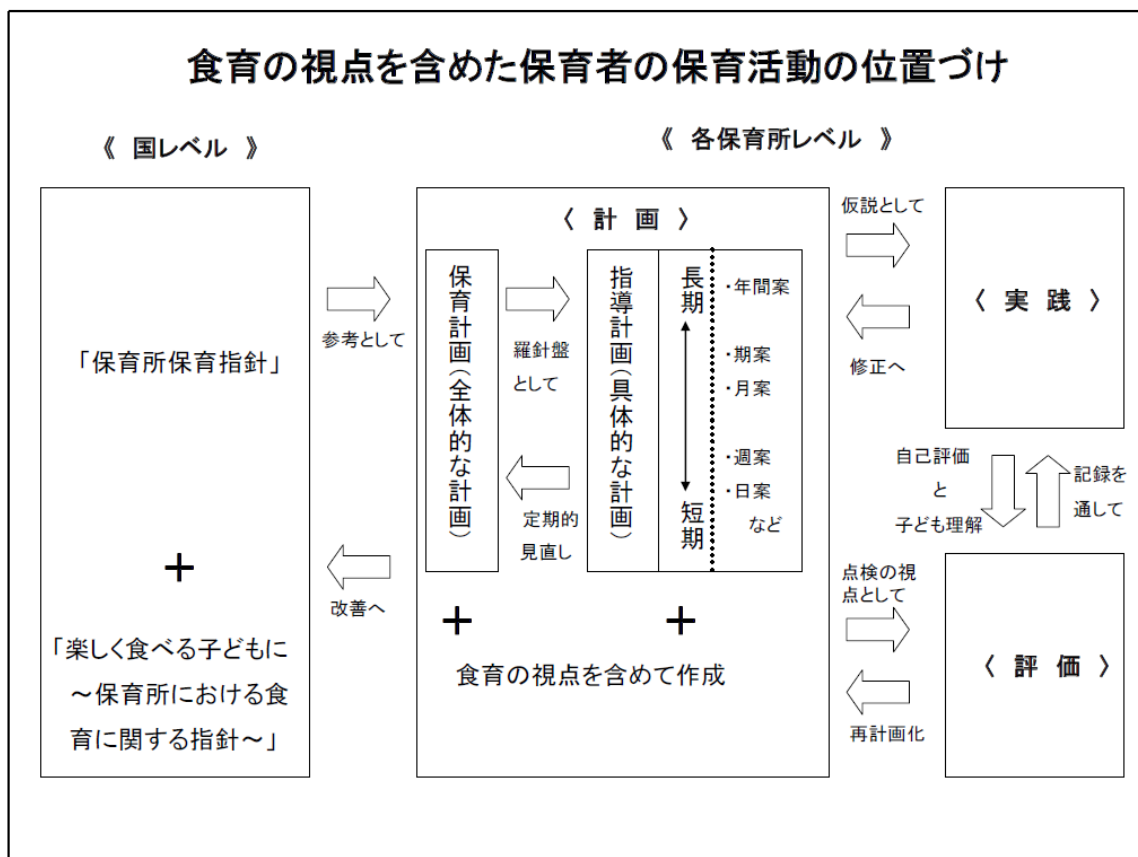 食育の視点を含めた保育者の保育活動の位置づけ
《 国レベル 》
《 各保育所レベル 》
「保育所保育指針」
＋
「楽しく食べる子どもに
～保育所における食
育に関する指針～」
参考として
改善へ
〈 計 画 〉
保育計画（全体的な計画）
羅針盤
として
定期的
見直し
指導計画（具体的な計画）
長期
短期
・年間案
・期案
・月案
・週案
・日案
など
＋
＋
食育の視点を含めて作成
仮説として
修正へ
〈 実 践 〉
自己評価
と
子ども理解
記録を
通して
点検の視
点として
再計画化
〈 評 価 〉